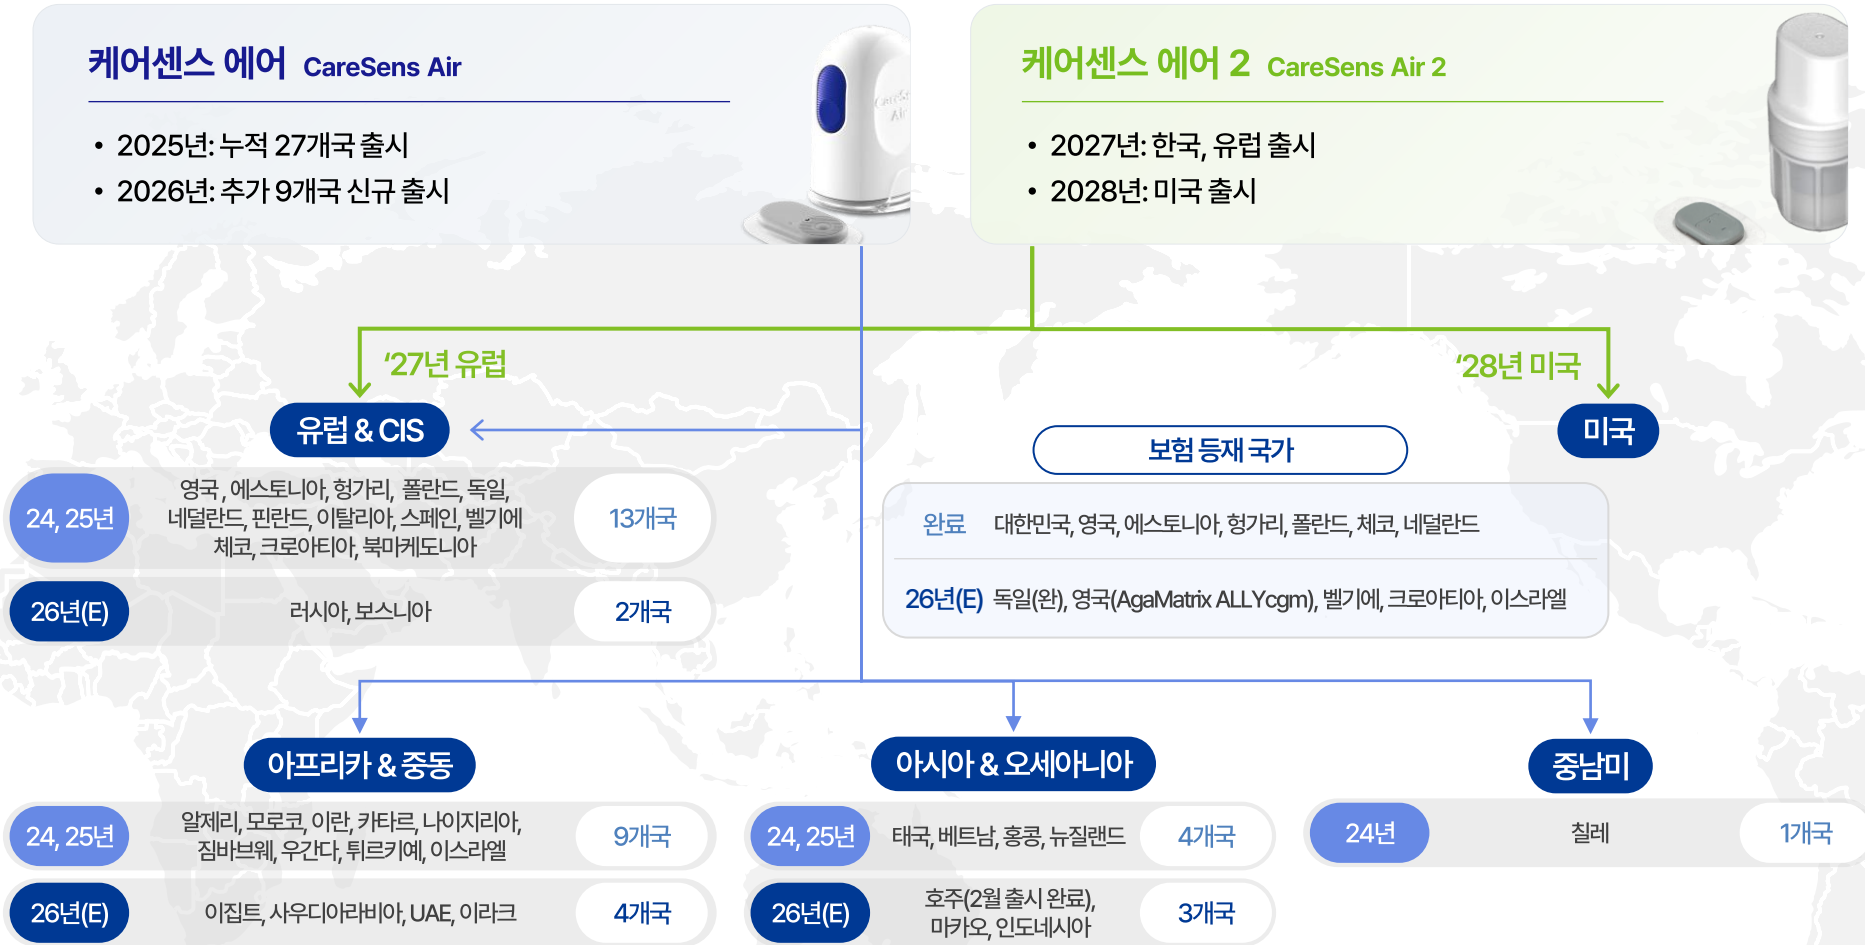 케어센스 에어 CareSens Air
• 2025년: 누적 27개국 출시
• 2026년: 추가 9개국 신규 출시
케어센스 에어 2 CareSens Air 2
• 2027년: 한국, 유럽 출시
• 2028년: 미국 출시
‘27년 유럽
‘28년 미국
유럽 & CIS
24, 25년
영국 , 에스토니아, 헝가리, 폴란드, 독일,
네덜란드, 핀란드, 이탈리아, 스페인, 벨기에
체코, 크로아티아, 북마케도니아
13개국
26년(E)
러시아, 보스니아
2개국
미국
보험 등재 국가
완료 대한민국, 영국, 에스토니아, 헝가리, 폴란드, 체코, 네덜란드
26년(E) 독일(완), 영국(AgaMatrix ALLYcgm), 벨기에, 크로아티아, 이스라엘
아프리카 & 중동
24, 25년
알제리, 모로코, 이란, 카타르, 나이지리아,
짐바브웨, 우간다, 튀르키예, 이스라엘
9개국
26년(E)
이집트, 사우디아라비아, UAE, 이라크
4개국
아시아 & 오세아니아
24, 25년
태국, 베트남, 홍콩, 뉴질랜드
4개국
26년(E)
호주(2월 출시 완료),
마카오, 인도네시아
3개국
중남미
24년
칠레
1개국